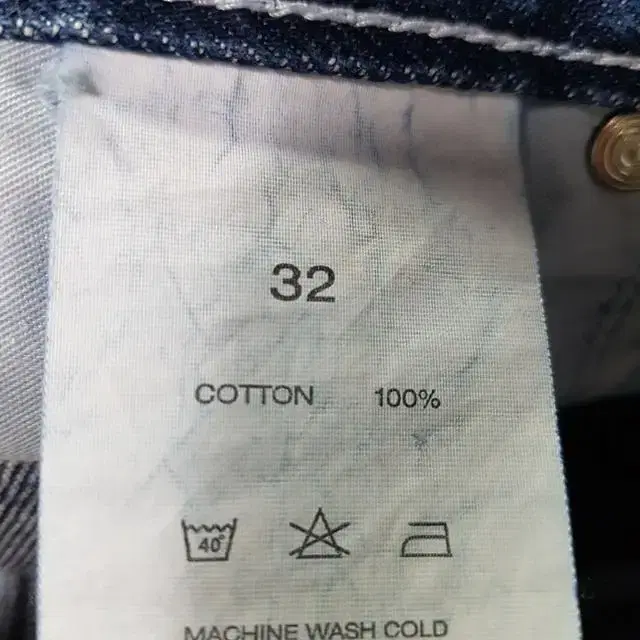 32
COTTON 100%
40°
MACHINE WASH COLD